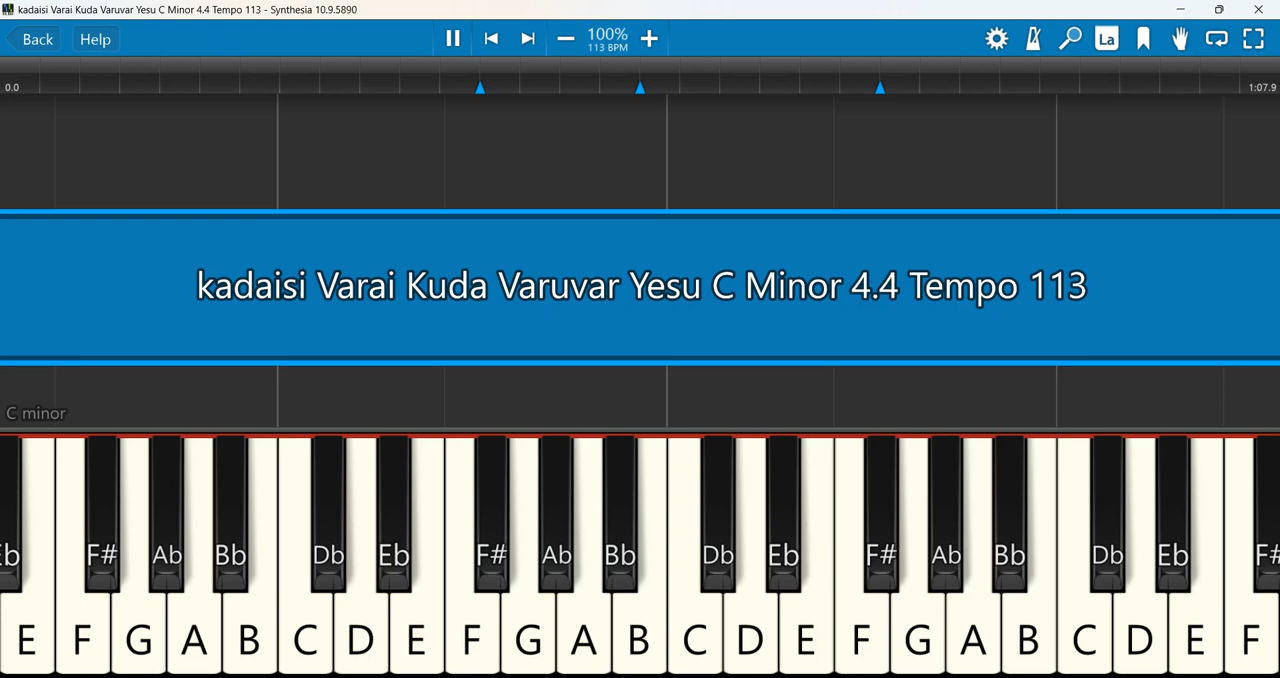 kadaisi Varai Kuda Varuvar Yesu C Minor 4.4 Tempo 113 - Synthesia 10.9.5890
Back Help 100% La
113 BPM
0.0 1:07.9
kadaisi Varai Kuda Varuvar Yesu C Minor 4.4 Tempo 113
C minor
Eb F# Ab Bb Db Eb F# Ab Bb Db Eb F# Ab Bb Db Eb F#
E F G A B C D E F G A B C D E F G A B C D E F